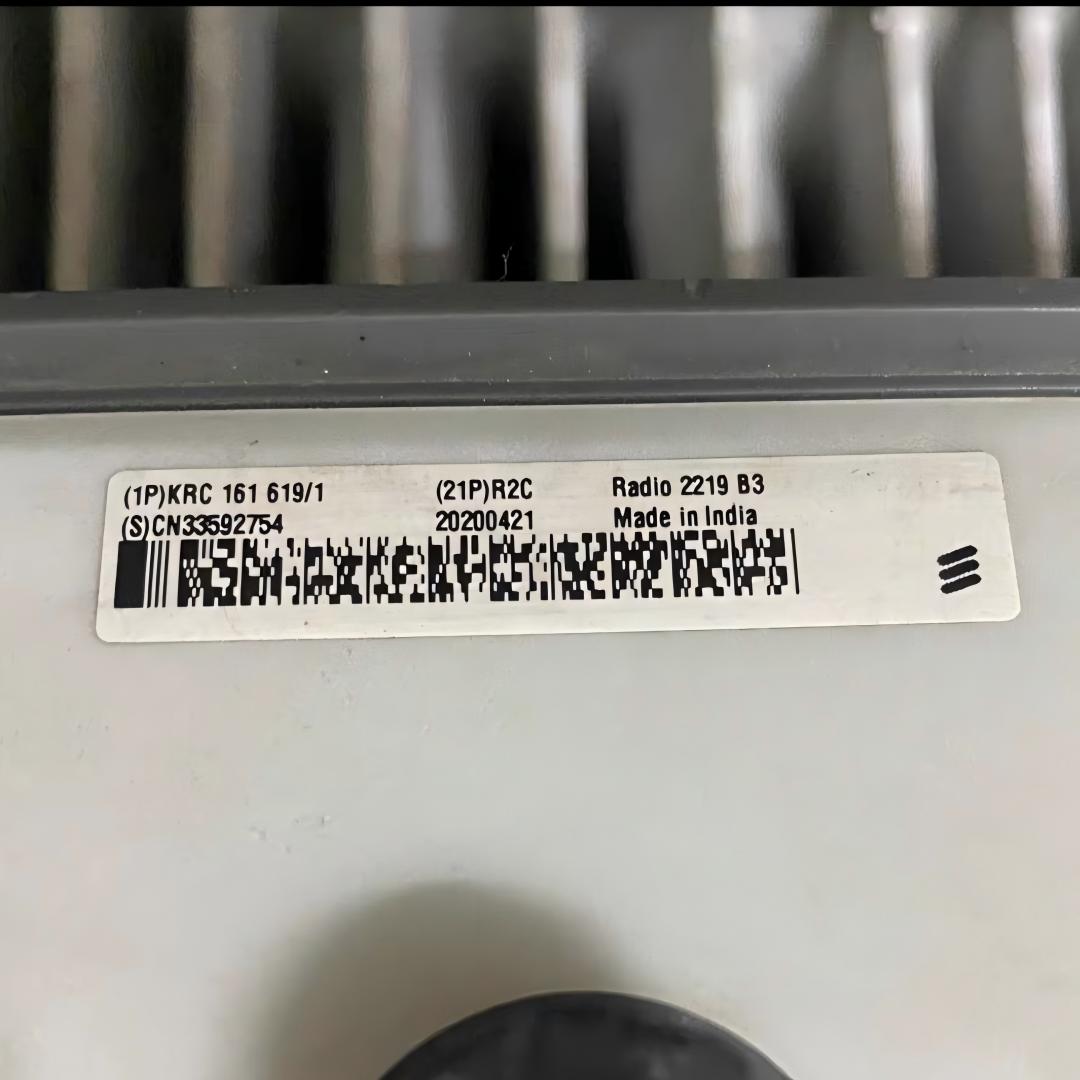 (1P)KRC 161 619/1 (21P)R2C Radio 2219 B3
(S)CN33592754 20200421 Made in India